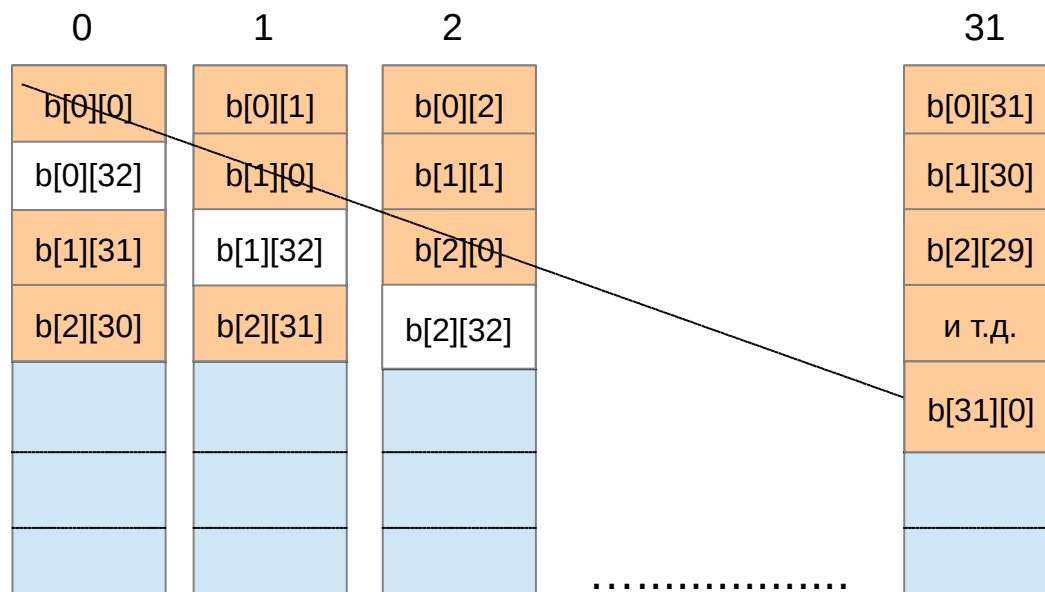 0 1 2 31
b[0][0] b[0][1] b[0][2] b[0][31]
b[0][32] b[1][0] b[1][1] b[1][30]
b[1][31] b[1][32] b[2][0] b[2][29]
b[2][30] b[2][31] b[2][32] и т.д.
b[31][0]
..................